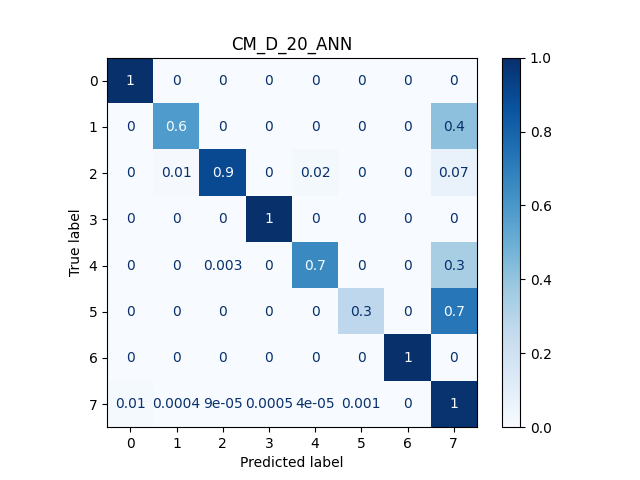 CM_D_20_ANN
0 1 0 0 0 0 0 0 0
1 0 0.6 0 0 0 0 0 0.4
2 0 0.01 0.9 0 0.02 0 0 0.07
3 0 0 0 1 0 0 0 0
4 0 0 0.003 0 0.7 0 0 0.3
5 0 0 0 0 0 0.3 0 0.7
6 0 0 0 0 0 0 1 0
7 0.01 0.0004 9e-05 0.0005 4e-05 0.001 0 1
0 1 2 3 4 5 6 7
Predicted label
True label
1.0
0.8
0.6
0.4
0.2
0.0